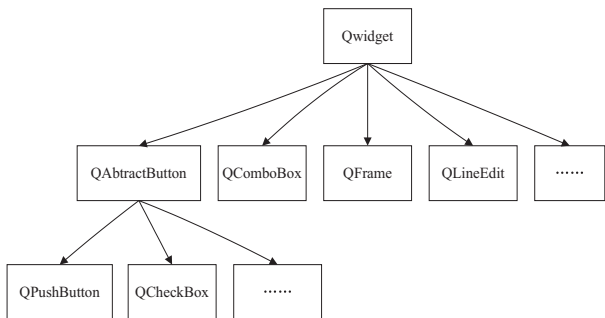 Qwidget
QAbtractButton
QComboBox
QFrame
QLineEdit
······
QPushButton
QCheckBox
······